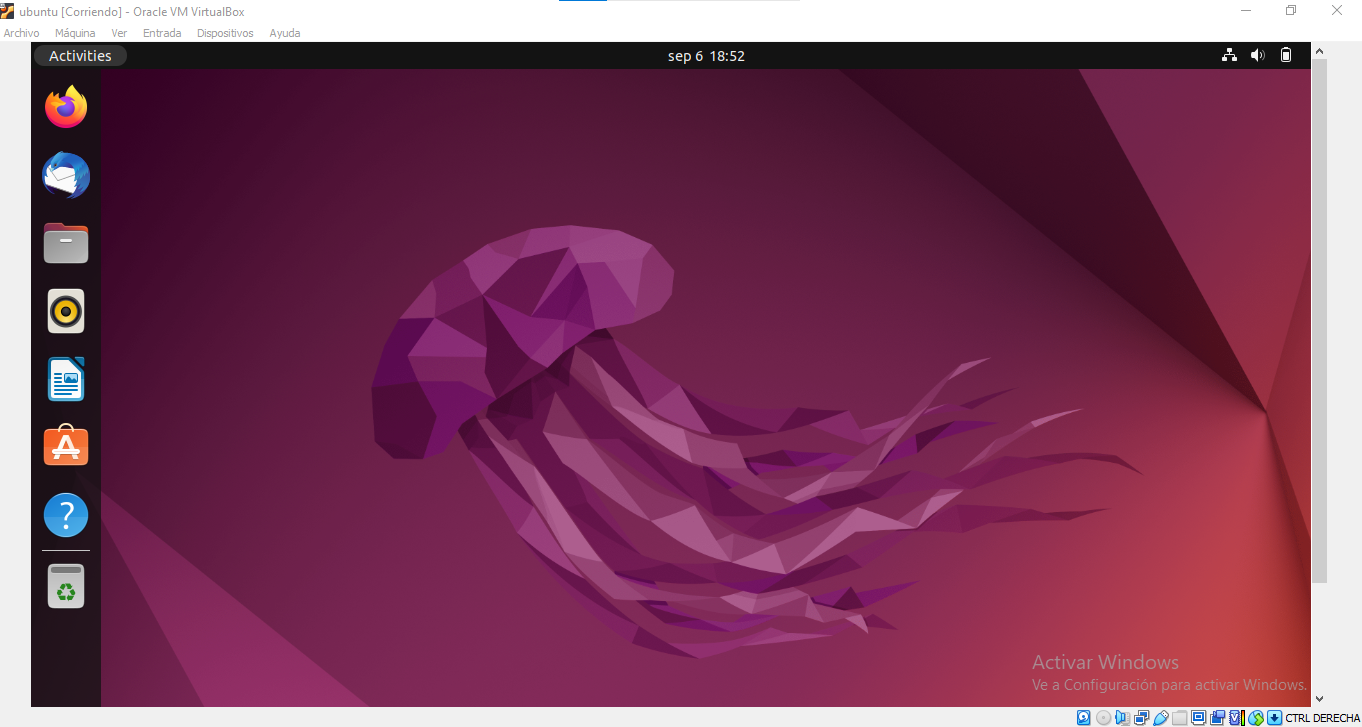 ubuntu [Corriendo] - Oracle VM VirtualBox
Archivo Máquina Ver Entrada Dispositivos Ayuda
Activities sep 6 18:52
Activar Windows
Ve a Configuración para activar Windows.
CTRL DERECHA